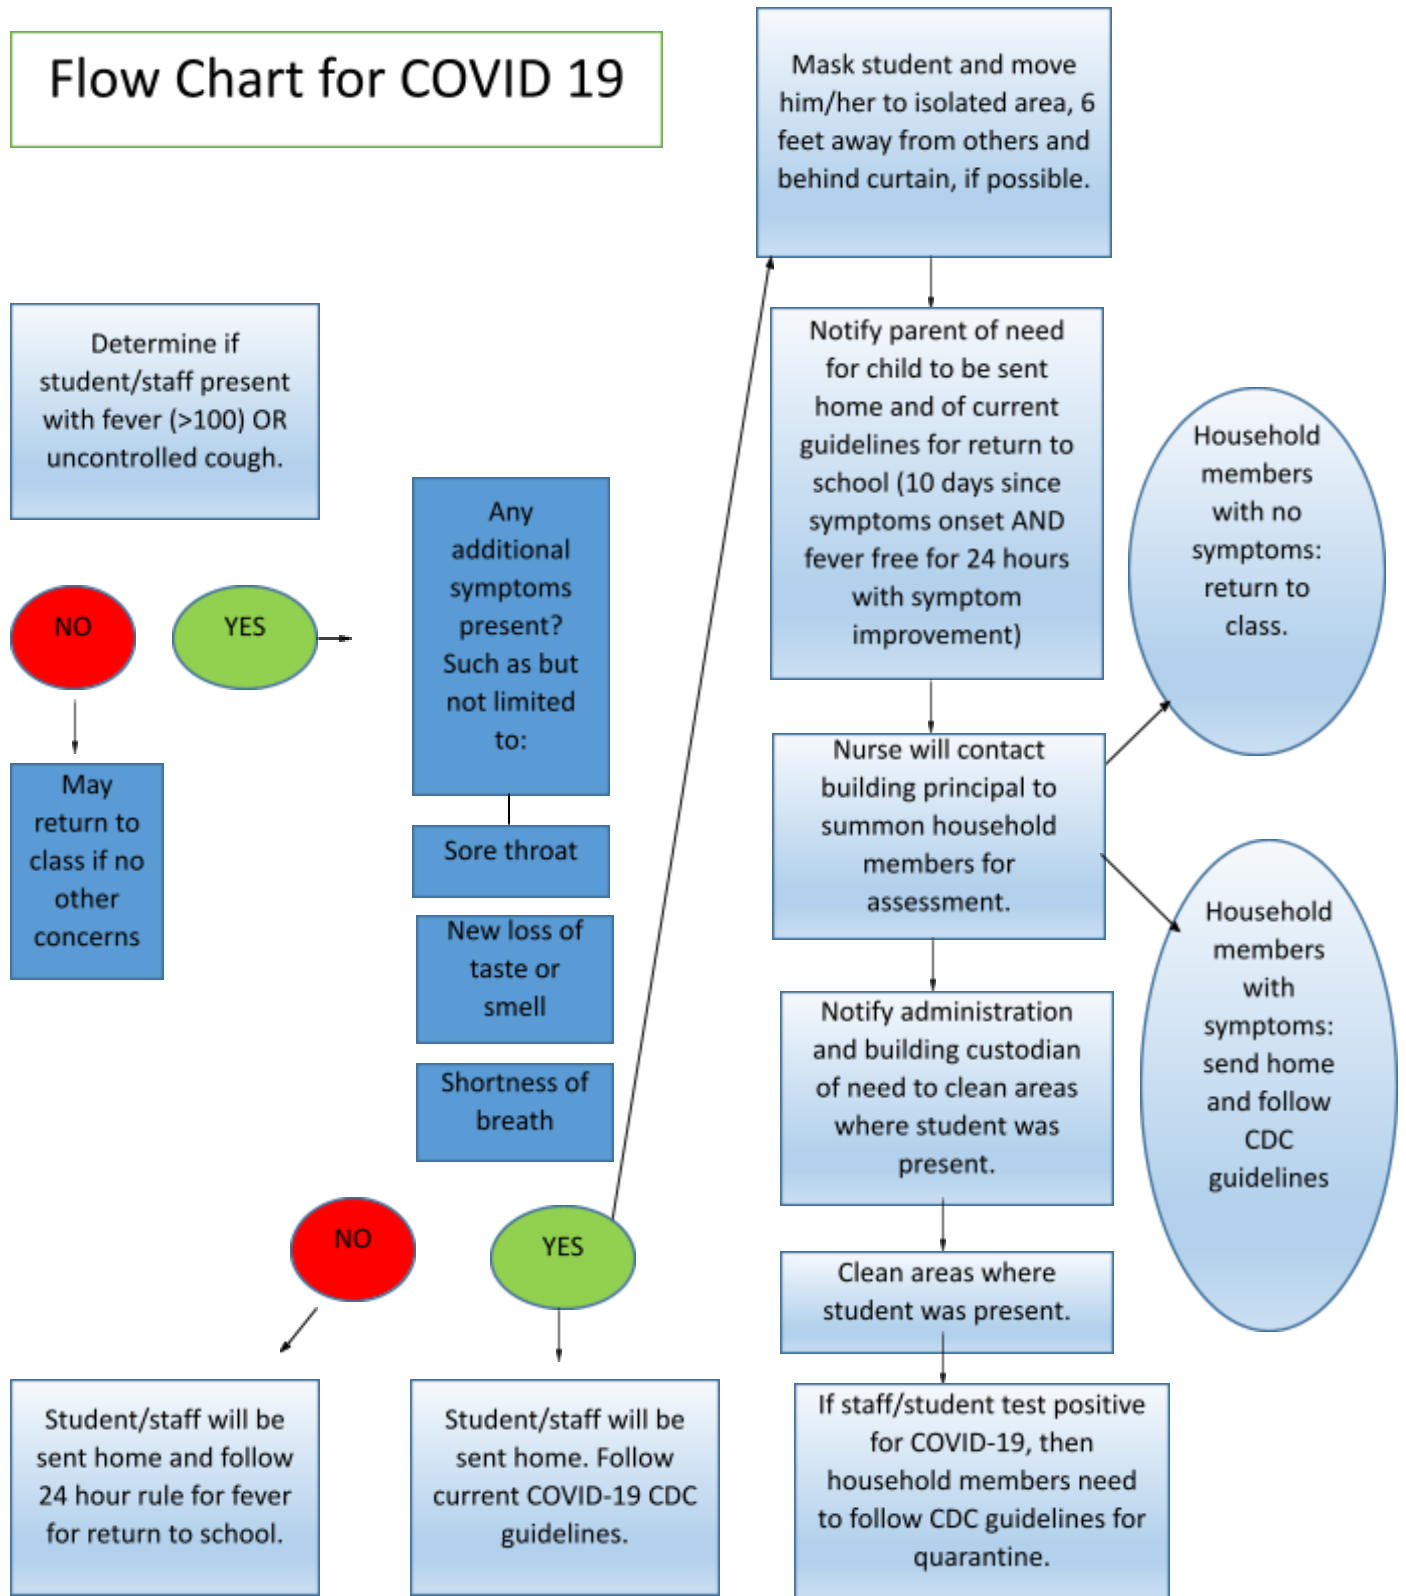 Flow Chart for COVID 19
Determine if
student/staff present
with fever (>100) OR
uncontrolled cough.
NO
YES
May
return to
class if no
other
concerns
Any
additional
symptoms
present?
Such as but
not limited
to:
Sore throat
New loss of
taste or
smell
Shortness of
breath
NO
YES
Student/staff will be
sent home and follow
24 hour rule for fever
for return to school.
Student/staff will be
sent home. Follow
current COVID-19 CDC
guidelines.
Mask student and move
him/her to isolated area, 6
feet away from others and
behind curtain, if possible.
Notify parent of need
for child to be sent
home and of current
guidelines for return to
school (10 days since
symptoms onset AND
fever free for 24 hours
with symptom
improvement)
Nurse will contact
building principal to
summon household
members for
assessment.
Household
members
with no
symptoms:
return to
class.
Household
members
with
symptoms:
send home
and follow
CDC
guidelines
Notify administration
and building custodian
of need to clean areas
where student was
present.
Clean areas where
student was present.
If staff/student test positive
for COVID-19, then
household members need
to follow CDC guidelines for
quarantine.